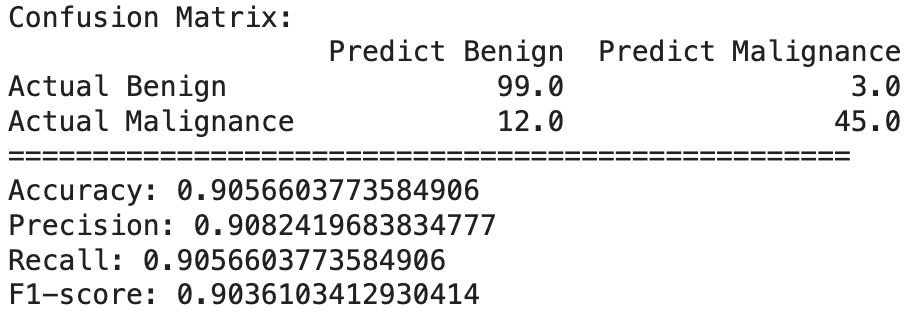 Confusion Matrix:
Predict Benign  Predict Malignance
Actual Benign  99.0  3.0
Actual Malignance  12.0  45.0
==================================================
Accuracy: 0.9056603773584906
Precision: 0.9082419683834777
Recall: 0.9056603773584906
F1-score: 0.9036103412930414